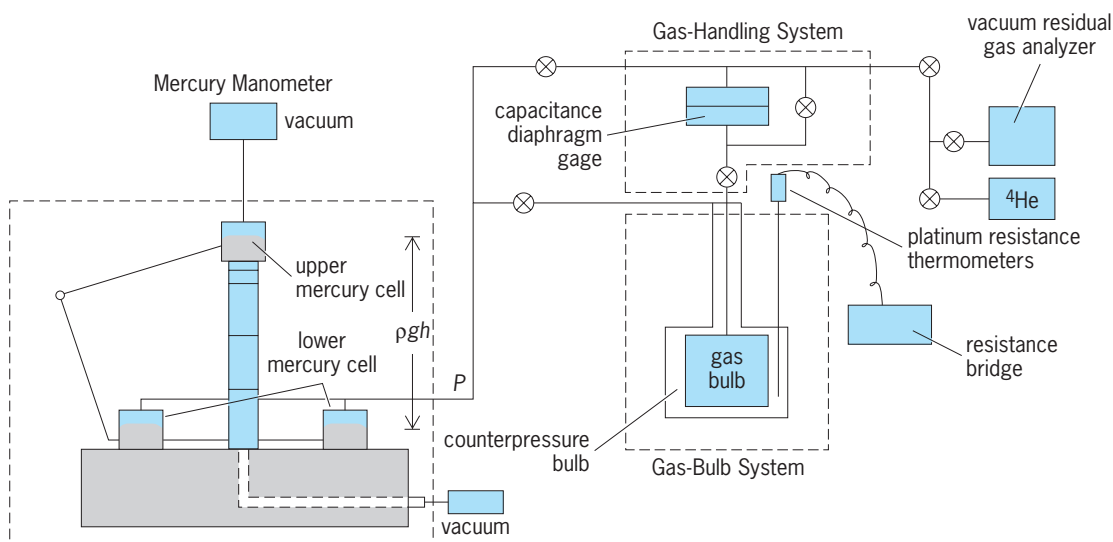 Gas-Handling System
vacuum residual
gas analyzer
Mercury Manometer
vacuum
capacitance
diaphragm
gage
⁴He
upper
mercury cell
platinum resistance
thermometers
ρgh
lower
mercury cell
P
gas
bulb
resistance
bridge
counterpressure
bulb
Gas-Bulb System
vacuum